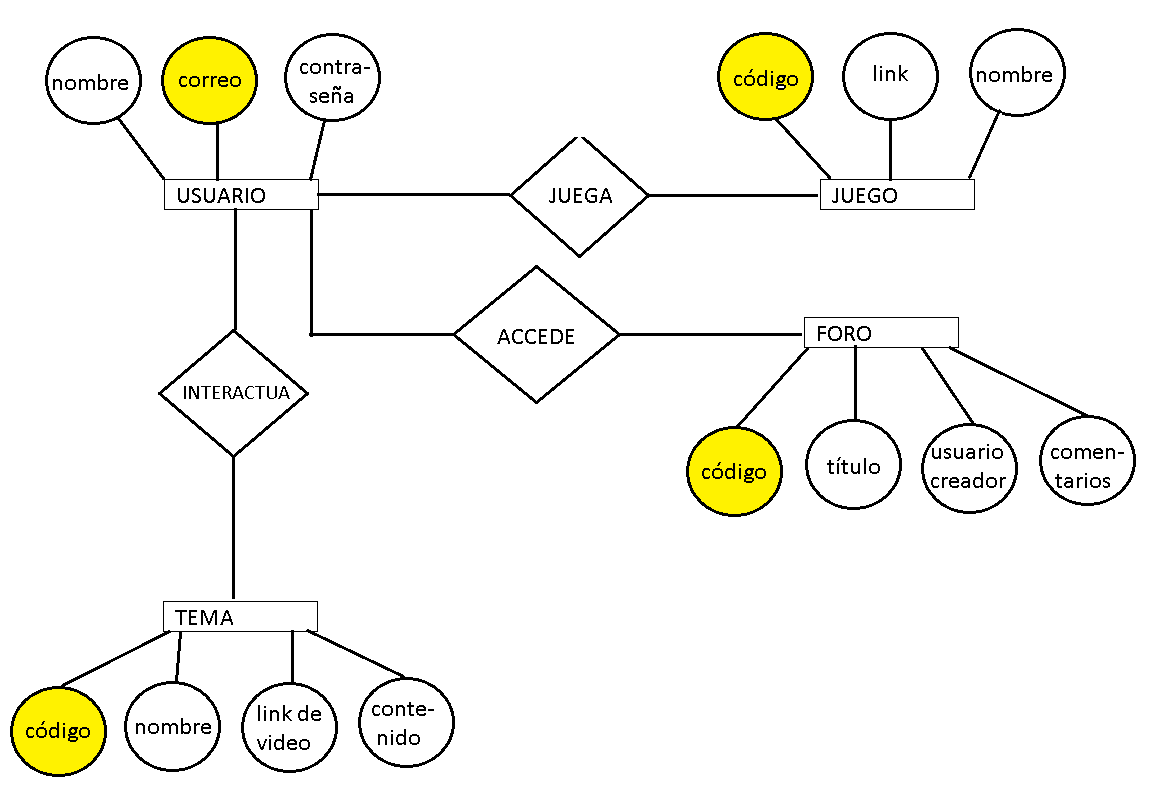 nombre
correo
contra-
seña
código
link
nombre
USUARIO
JUEGA
JUEGO
ACCEDE
FORO
INTERACTUA
código
título
usuario
creador
comen-
tarios
TEMA
código
nombre
link de
video
conte-
nido